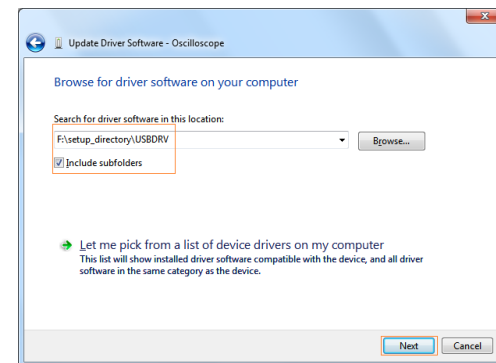 Update Driver Software - Oscilloscope
Browse for driver software on your computer
Search for driver software in this location:
F:\setup_directory\USBDRV
Browse...
Include subfolders
Let me pick from a list of device drivers on my computer
This list will show installed driver software compatible with the device, and all driver
software in the same category as the device.
Next Cancel